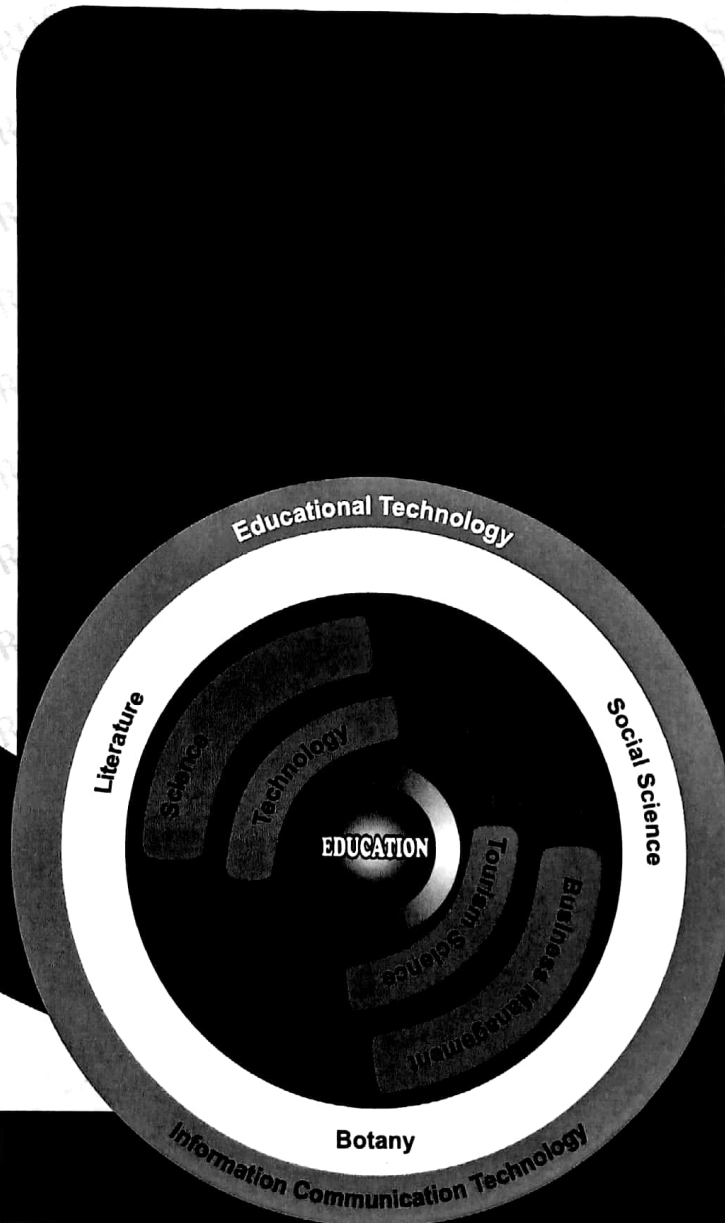 Educational Technology
Literature
Social Science
Science
Technology
EDUCATION
Tourism Science
Business Management
Botany
Information Communication Technology